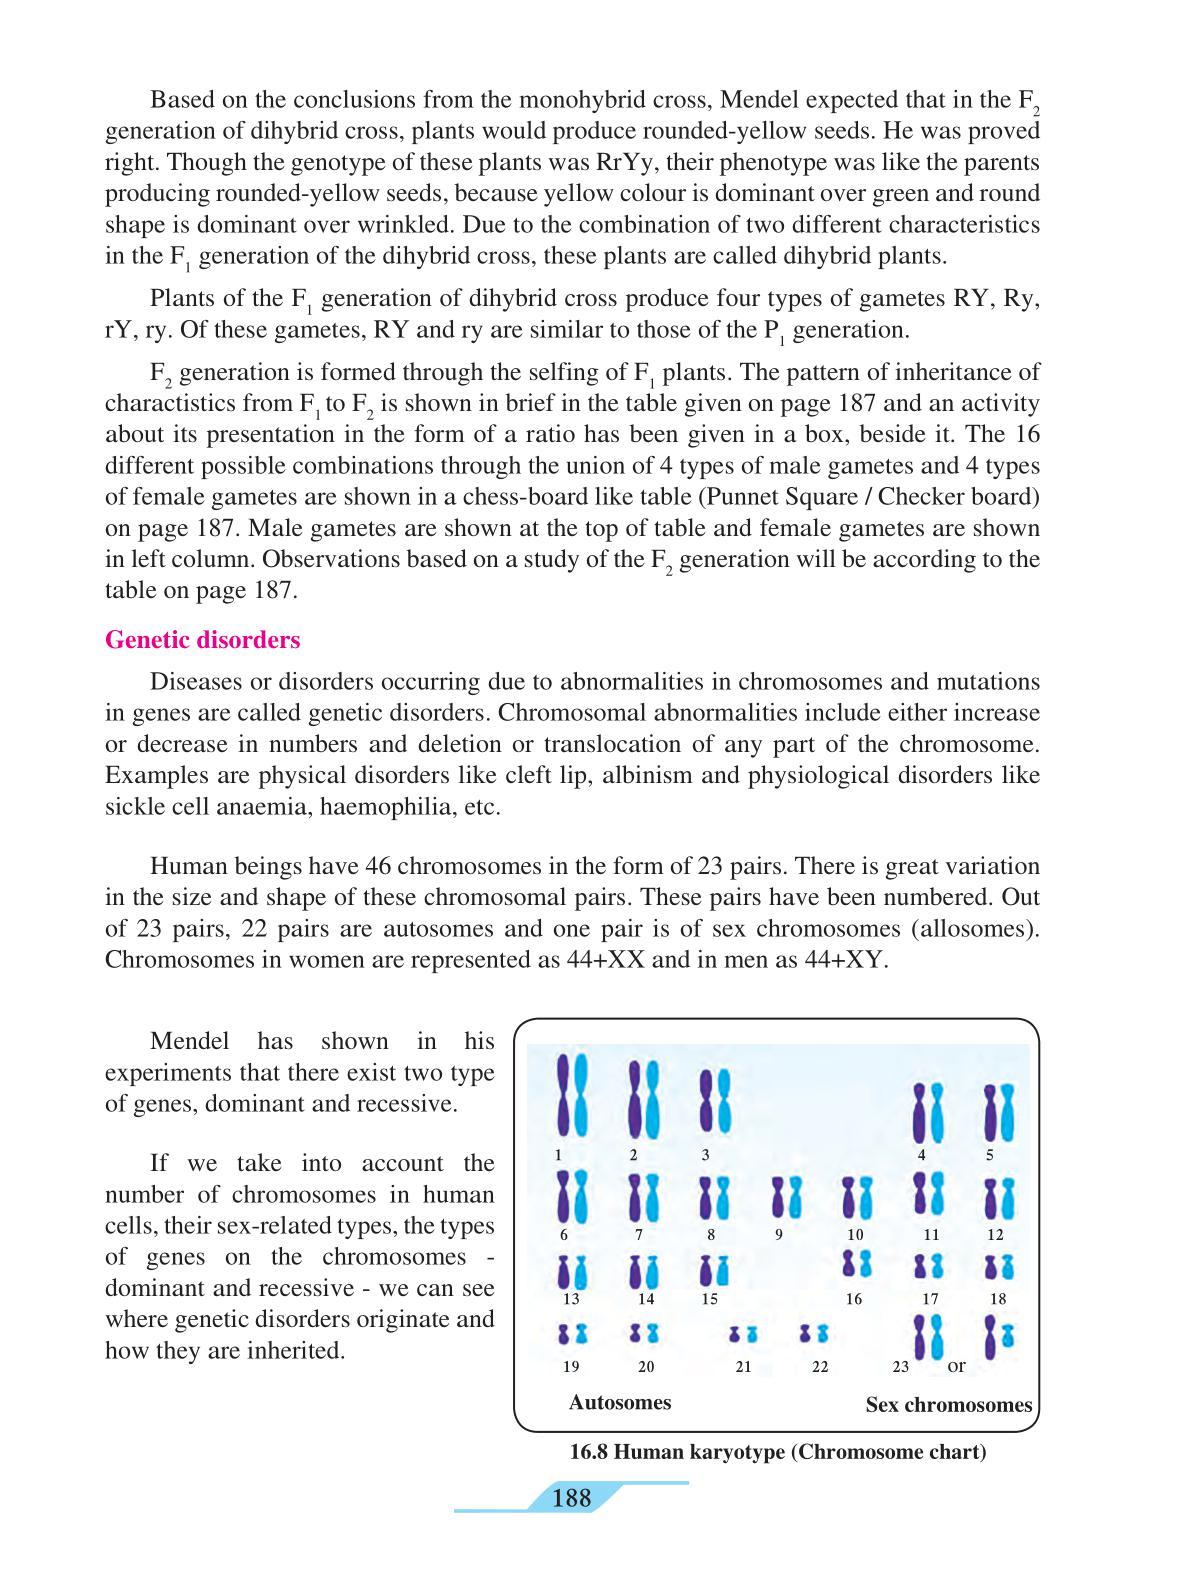 Based on the conclusions from the monohybrid cross, Mendel expected that in the F2
generation of dihybrid cross, plants would produce rounded-yellow seeds. He was proved
right. Though the genotype of these plants was RrYy, their phenotype was like the parents
producing rounded-yellow seeds, because yellow colour is dominant over green and round
shape is dominant over wrinkled. Due to the combination of two different characteristics
in the F1 generation of the dihybrid cross, these plants are called dihybrid plants.
Plants of the F1 generation of dihybrid cross produce four types of gametes RY, Ry,
rY, ry. Of these gametes, RY and ry are similar to those of the P1 generation.
F2 generation is formed through the selfing of F1 plants. The pattern of inheritance of
charactistics from F1 to F2 is shown in brief in the table given on page 187 and an activity
about its presentation in the form of a ratio has been given in a box, beside it. The 16
different possible combinations through the union of 4 types of male gametes and 4 types
of female gametes are shown in a chess-board like table (Punnet Square / Checker board)
on page 187. Male gametes are shown at the top of table and female gametes are shown
in left column. Observations based on a study of the F2 generation will be according to the
table on page 187.
Genetic disorders
Diseases or disorders occurring due to abnormalities in chromosomes and mutations
in genes are called genetic disorders. Chromosomal abnormalities include either increase
or decrease in numbers and deletion or translocation of any part of the chromosome.
Examples are physical disorders like cleft lip, albinism and physiological disorders like
sickle cell anaemia, haemophilia, etc.
Human beings have 46 chromosomes in the form of 23 pairs. There is great variation
in the size and shape of these chromosomal pairs. These pairs have been numbered. Out
of 23 pairs, 22 pairs are autosomes and one pair is of sex chromosomes (allosomes).
Chromosomes in women are represented as 44+XX and in men as 44+XY.
Mendel has shown in his
experiments that there exist two type
of genes, dominant and recessive.
If we take into account the
number of chromosomes in human
cells, their sex-related types, the types
of genes on the chromosomes -
dominant and recessive - we can see
where genetic disorders originate and
how they are inherited.
1 2 3 4 5
6 7 8 9 10 11 12
13 14 15 16 17 18
19 20 21 22 23 or
Autosomes Sex chromosomes
16.8 Human karyotype (Chromosome chart)
188